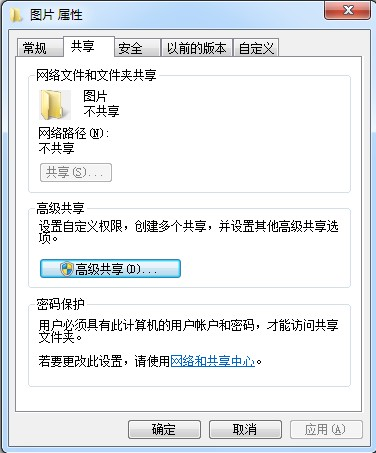 图片 属性
常规
共享
安全
以前的版本
自定义
网络文件和文件夹共享
图片
不共享
网络路径(N):
不共享
共享(S)...
高级共享
设置自定义权限，创建多个共享，并设置其他高级共享选
项。
高级共享(D)...
密码保护
用户必须具有此计算机的用户帐户和密码，才能访问共享
文件夹。
若要更改此设置，请使用网络和共享中心。
确定
取消
应用(A)